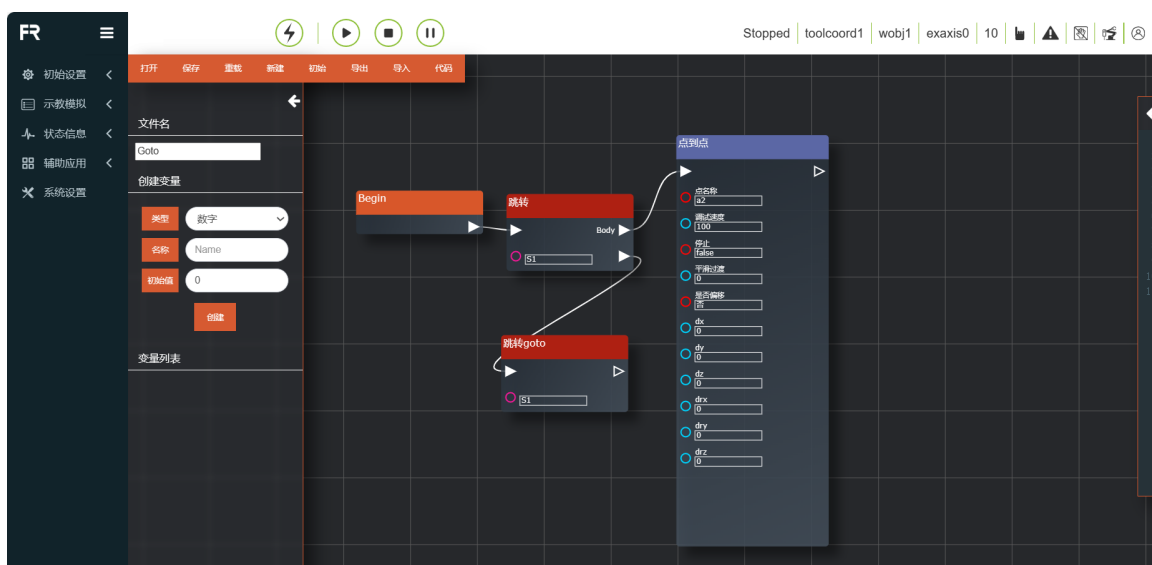 FR
Stopped toolcoord1 wobj1 exaxis0 10
初始设置
示教模拟
状态信息
辅助应用
系统设置
打开 保存 重载 新建 初始 导出 导入 代码
文件名
Goto
创建变量
类型 数字
名称 Name
初始值 0
创建
变量列表
Begin
跳转
Body
S1
跳转goto
S1
点到点
点名称
a2
调试速度
100
停止
false
平滑过渡
0
是否偏移
否
dx
0
dy
0
dz
0
drx
0
dry
0
drz
0
1
1